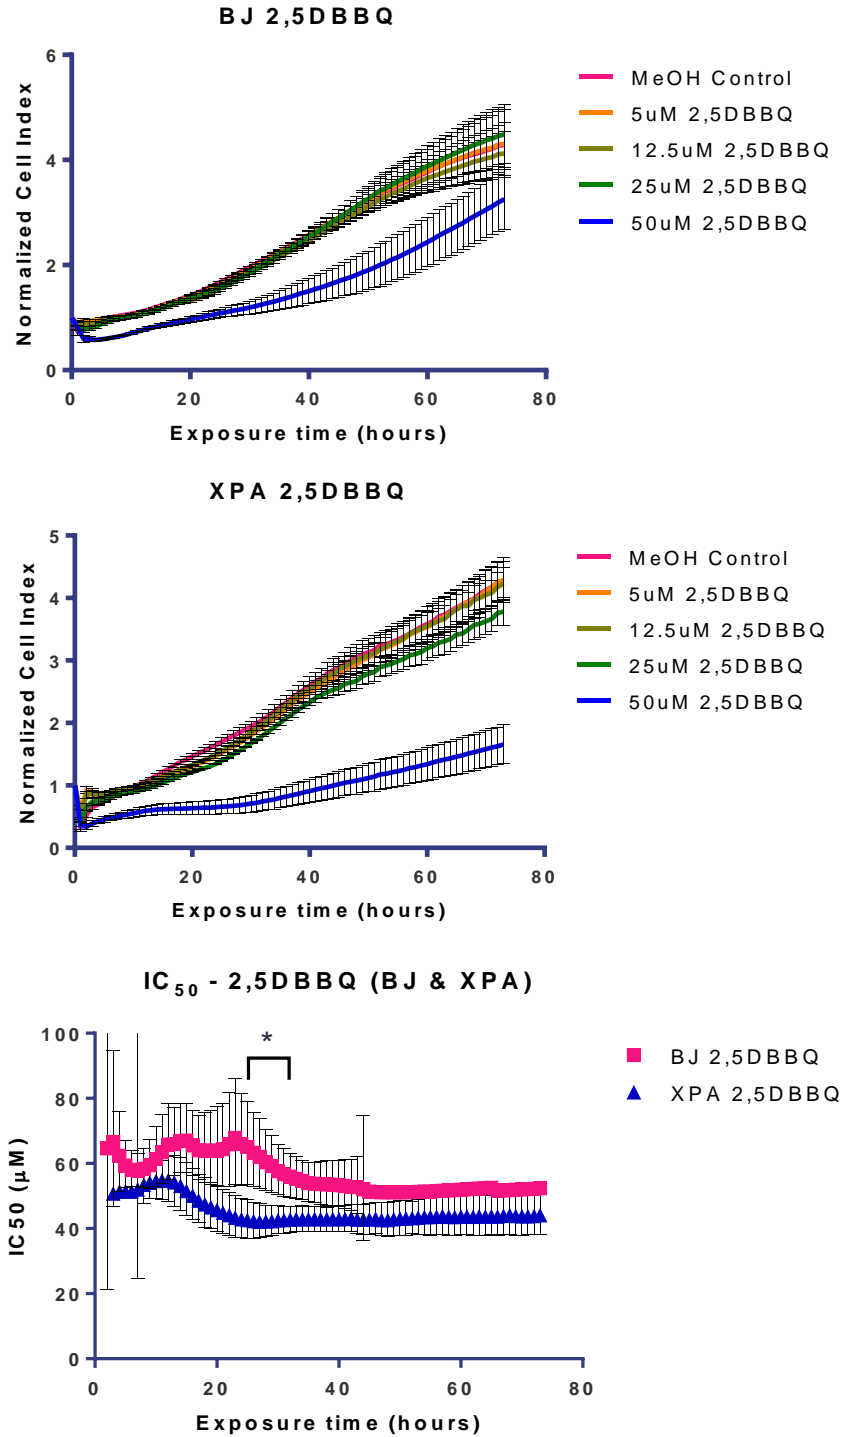 BJ 2,5DBBQ
6
4
2
0
0 20 40 60 80
Normalized Cell Index
Exposure time (hours)
MeOH Control
5uM 2,5DBBQ
12.5uM 2,5DBBQ
25uM 2,5DBBQ
50uM 2,5DBBQ
XPA 2,5DBBQ
5
4
3
2
1
0
0 20 40 60 80
Normalized Cell Index
Exposure time (hours)
MeOH Control
5uM 2,5DBBQ
12.5uM 2,5DBBQ
25uM 2,5DBBQ
50uM 2,5DBBQ
IC50 - 2,5DBBQ (BJ & XPA)
100
80
60
40
20
0
0 20 40 60 80
IC50 (μM)
Exposure time (hours)
*
BJ 2,5DBBQ
XPA 2,5DBBQ